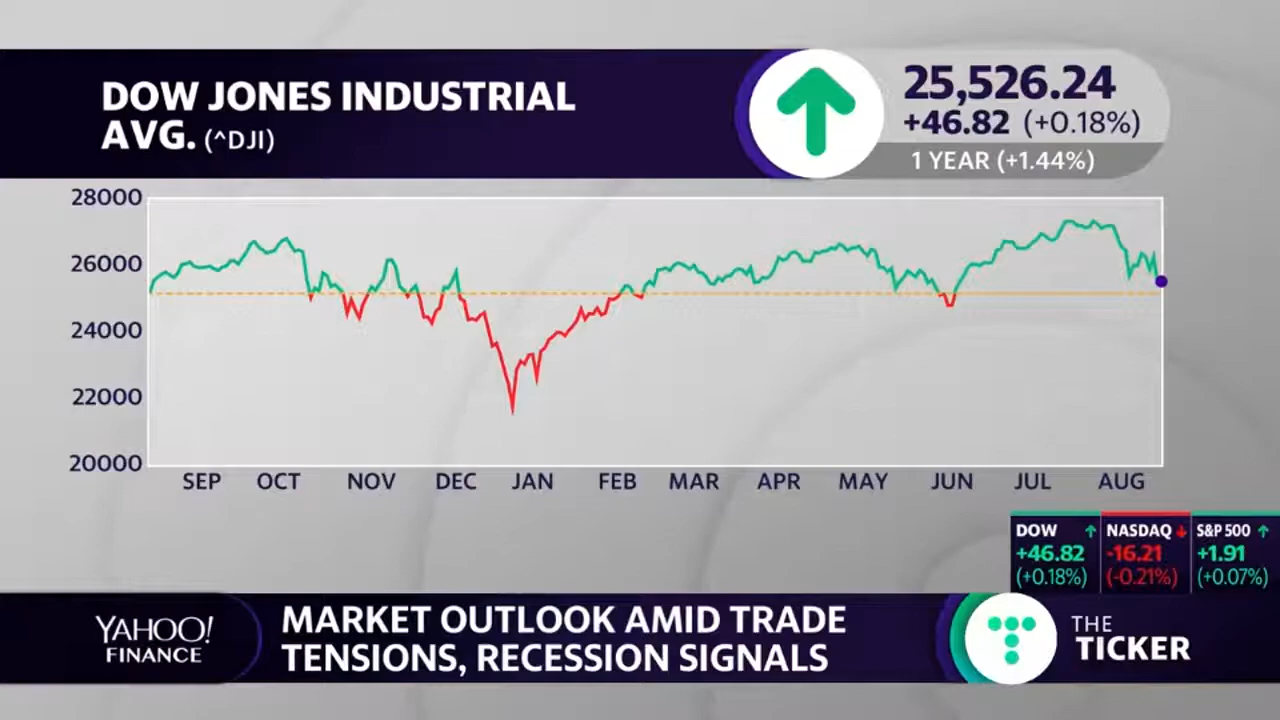 DOW JONES INDUSTRIAL
AVG. (^DJI)
25,526.24
+46.82 (+0.18%)
1 YEAR (+1.44%)
28000
26000
24000
22000
20000
SEP OCT NOV DEC JAN FEB MAR APR MAY JUN JUL AUG
DOW NASDAQ S&P 500
+46.82 -16.21 +1.91
(+0.18%) (-0.21%) (+0.07%)
YAHOO!
FINANCE
MARKET OUTLOOK AMID TRADE
TENSIONS, RECESSION SIGNALS
THE
TICKER